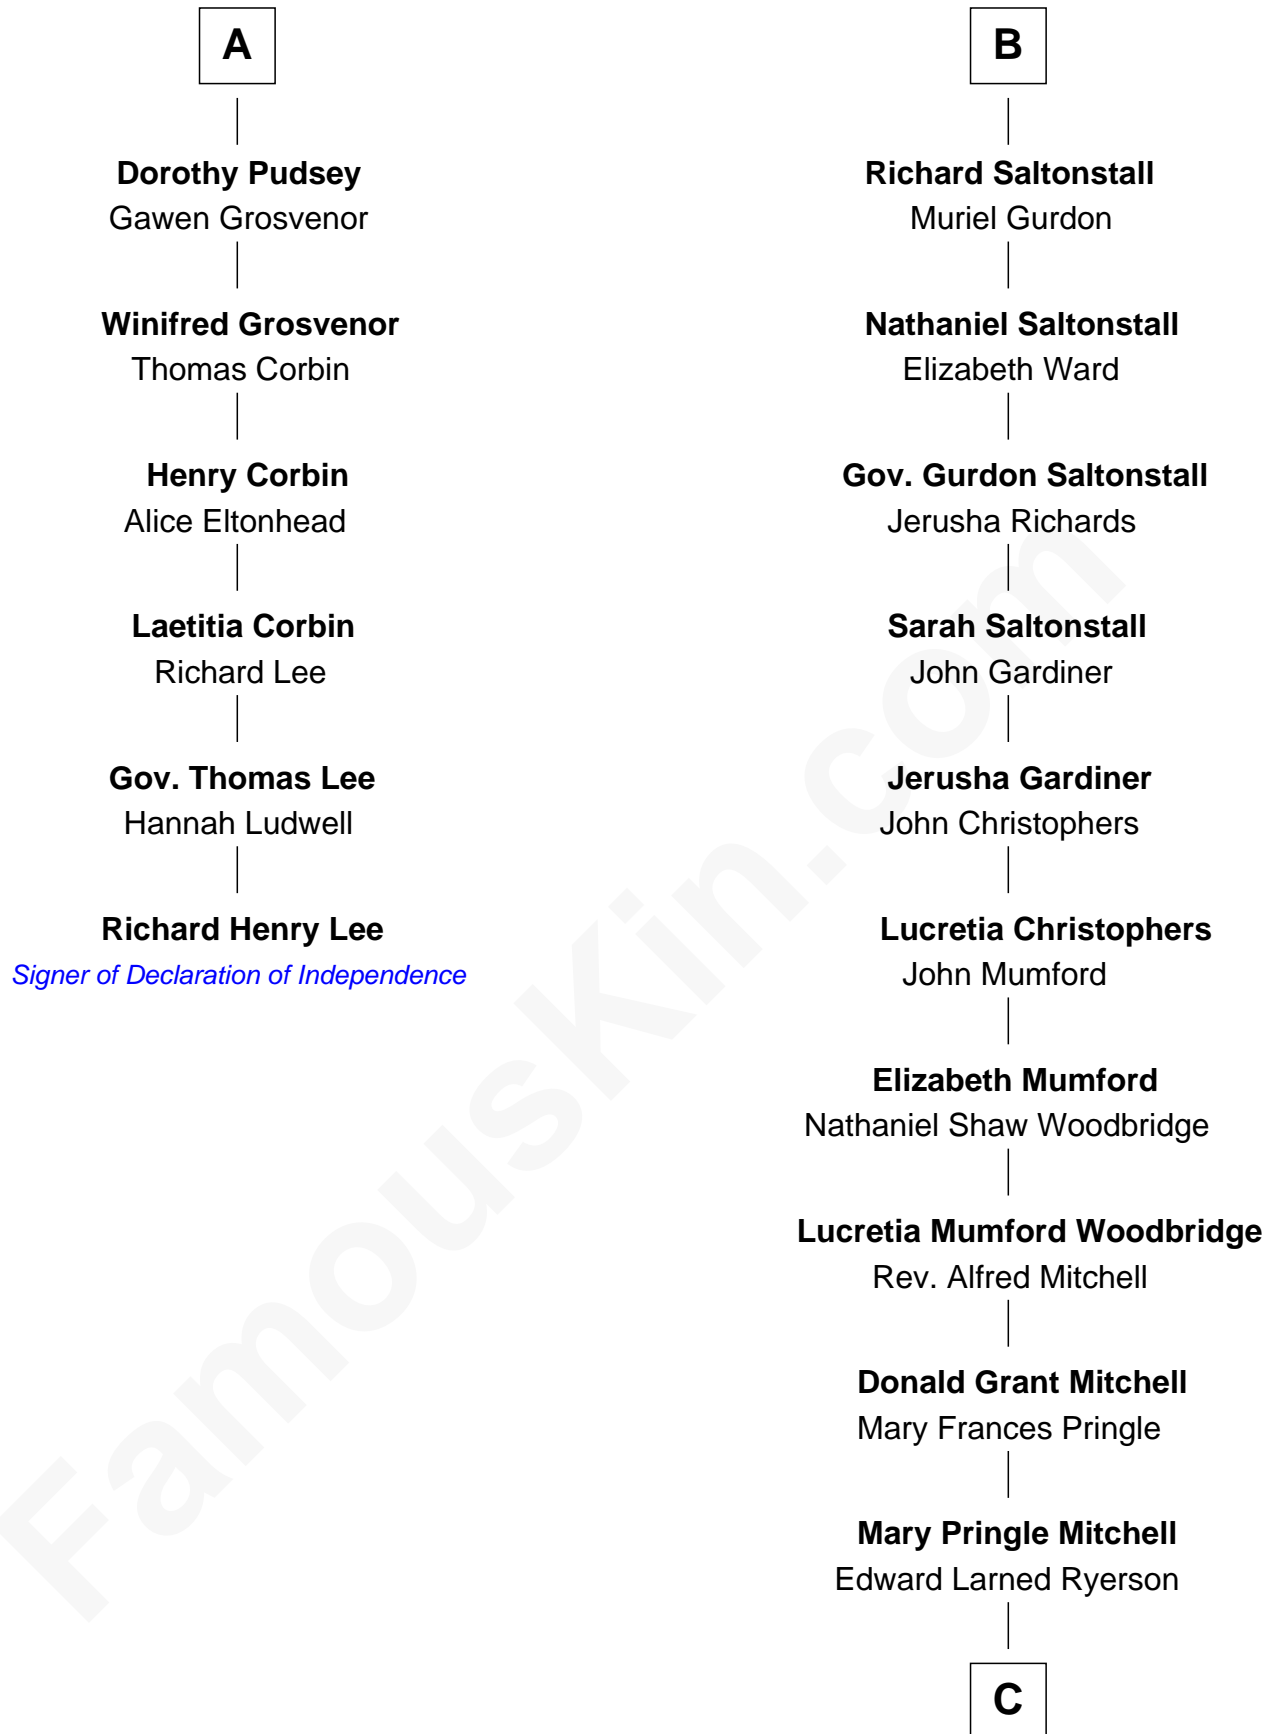 A
Dorothy Pudsey
Gawen Grosvenor
Winifred Grosvenor
Thomas Corbin
Henry Corbin
Alice Eltonhead
Laetitia Corbin
Richard Lee
Gov. Thomas Lee
Hannah Ludwell
Richard Henry Lee
Signer of Declaration of Independence
B
Richard Saltonstall
Muriel Gurdon
Nathaniel Saltonstall
Elizabeth Ward
Gov. Gurdon Saltonstall
Jerusha Richards
Sarah Saltonstall
John Gardiner
Jerusha Gardiner
John Christophers
Lucretia Christophers
John Mumford
Elizabeth Mumford
Nathaniel Shaw Woodbridge
Lucretia Mumford Woodbridge
Rev. Alfred Mitchell
Donald Grant Mitchell
Mary Frances Pringle
Mary Pringle Mitchell
Edward Larned Ryerson
C
FamousKin.com